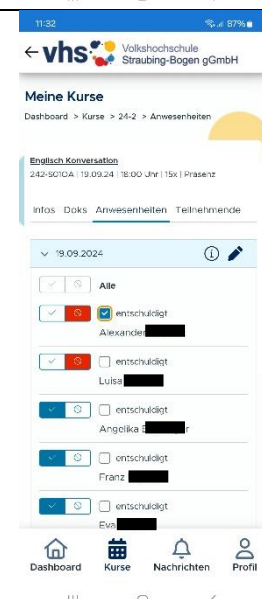 11:32
87%
vhs
Volkshochschule
Straubing-Bogen gGmbH
Meine Kurse
Dashboard > Kurse > 24-2 > Anwesenheiten
Englisch Konversation
242-S010A | 19.09.24 | 18:00 Uhr | 15x | Präsenz
Infos Doks Anwesenheiten Teilnehmende
19.09.2024
Alle
entschuldigt
Alexander
entschuldigt
Luisa
entschuldigt
Angelika
entschuldigt
Franz
entschuldigt
Eva
Dashboard Kurse Nachrichten Profil